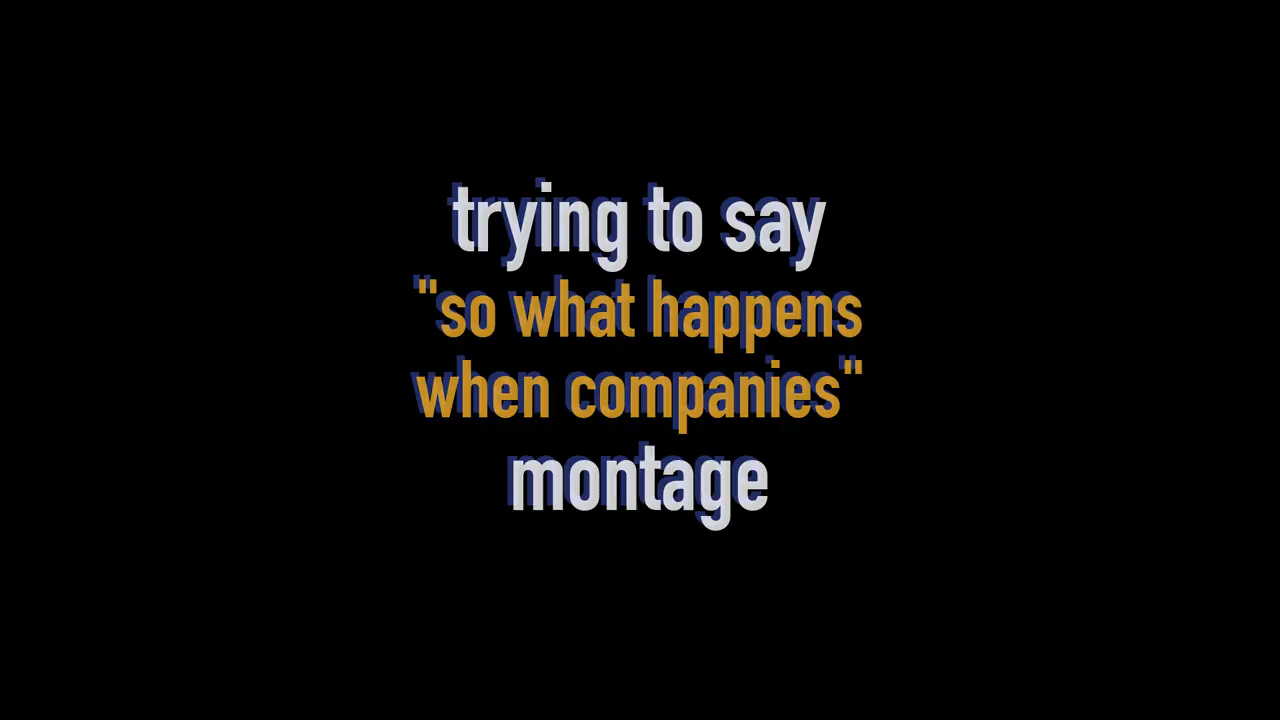 trying to say
"so what happens
when companies"
montage